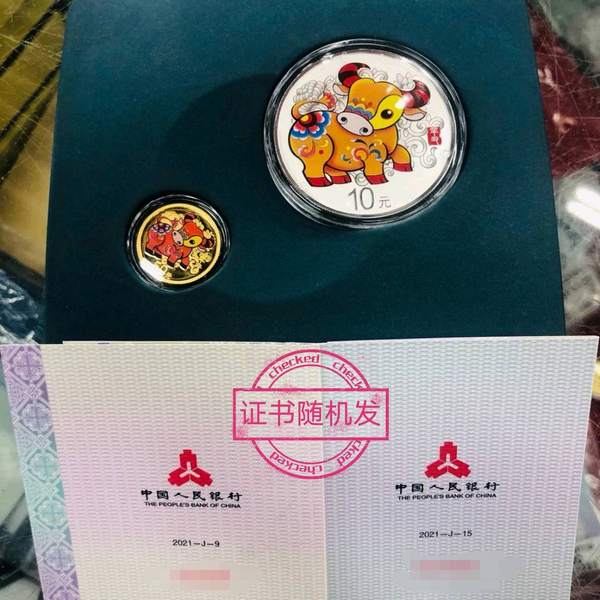 10元
checked
证书随机发
checked
中国人民银行
THE PEOPLE'S BANK OF CHINA
2021-J-9
中国人民银行
THE PEOPLE'S BANK OF CHINA
2021-J-15